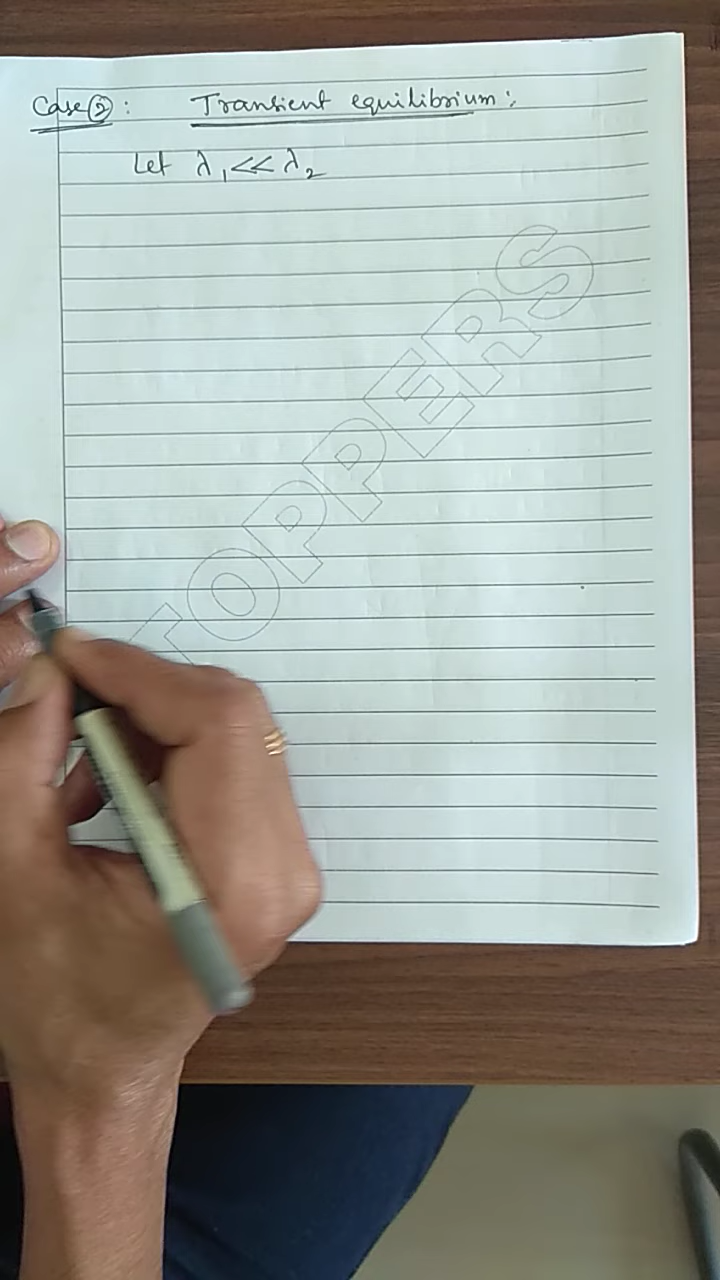 Case ② : Transient equilibrium :
Let λ₁ << λ₂
TOPPERS